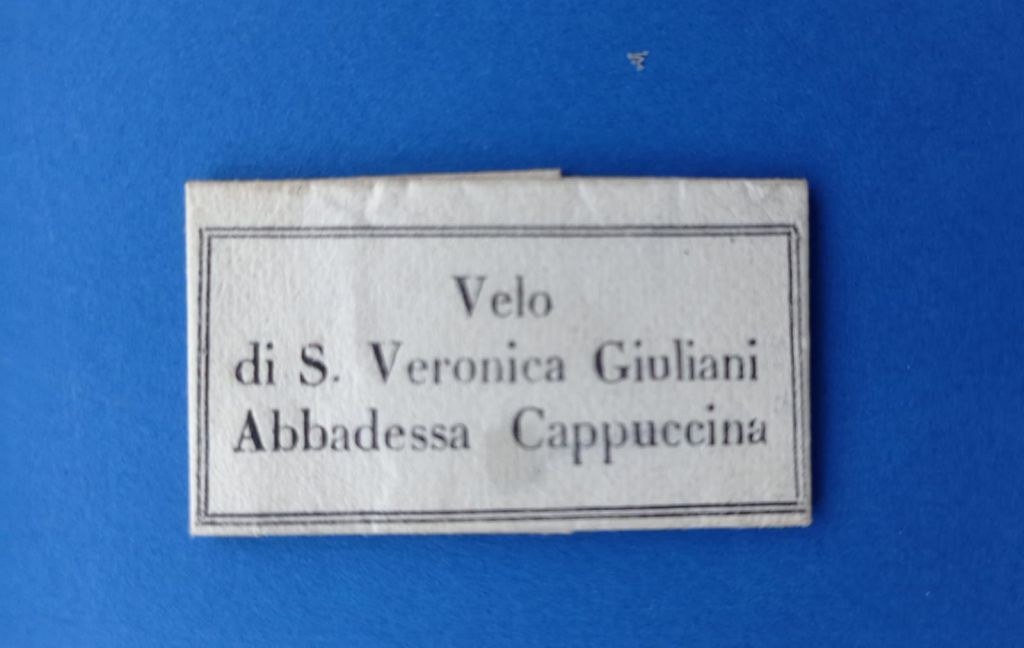 Velo
di S. Veronica Giuliani
Abbadessa Cappuccina